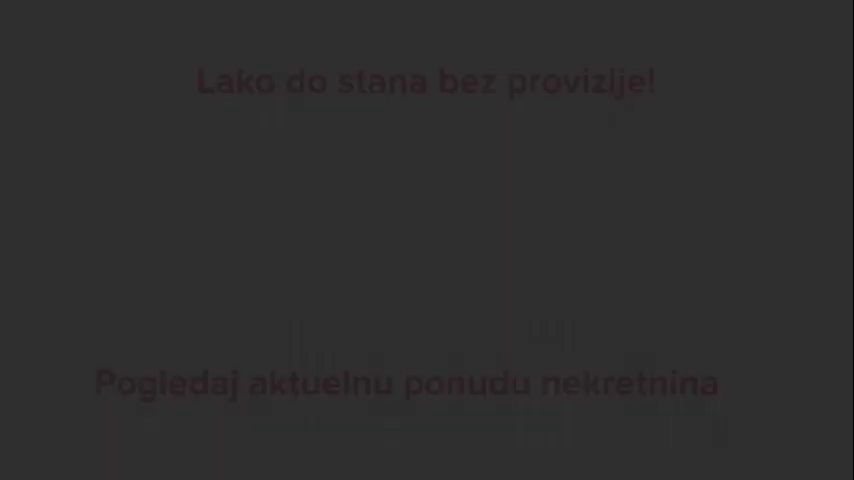 Lako do stana bez provizije!
Pogledaj aktuelnu ponudu nekretnina